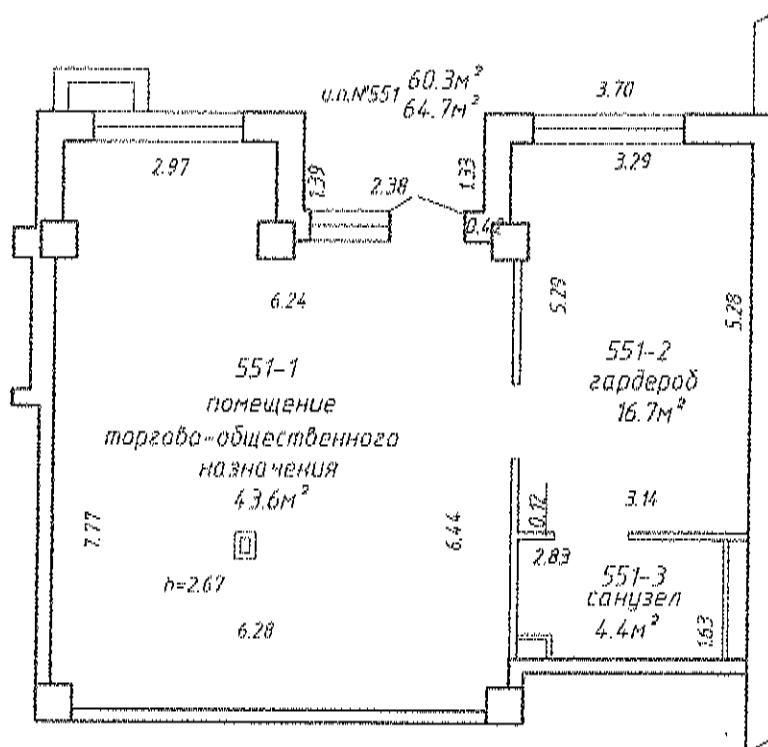 и.п.№551 60.3м²
64.7м²
3.70
2.97
1.39
2.38
1.33
3.29
0.42
6.24
5.29
5.28
551-1
помещение
торгово-общественного
назначения
43.6м²
551-2
гардероб
16.7м²
7.77
6.44
0.12
3.14
h=2.67
2.83
551-3
санузел
4.4м²
1.63
6.28